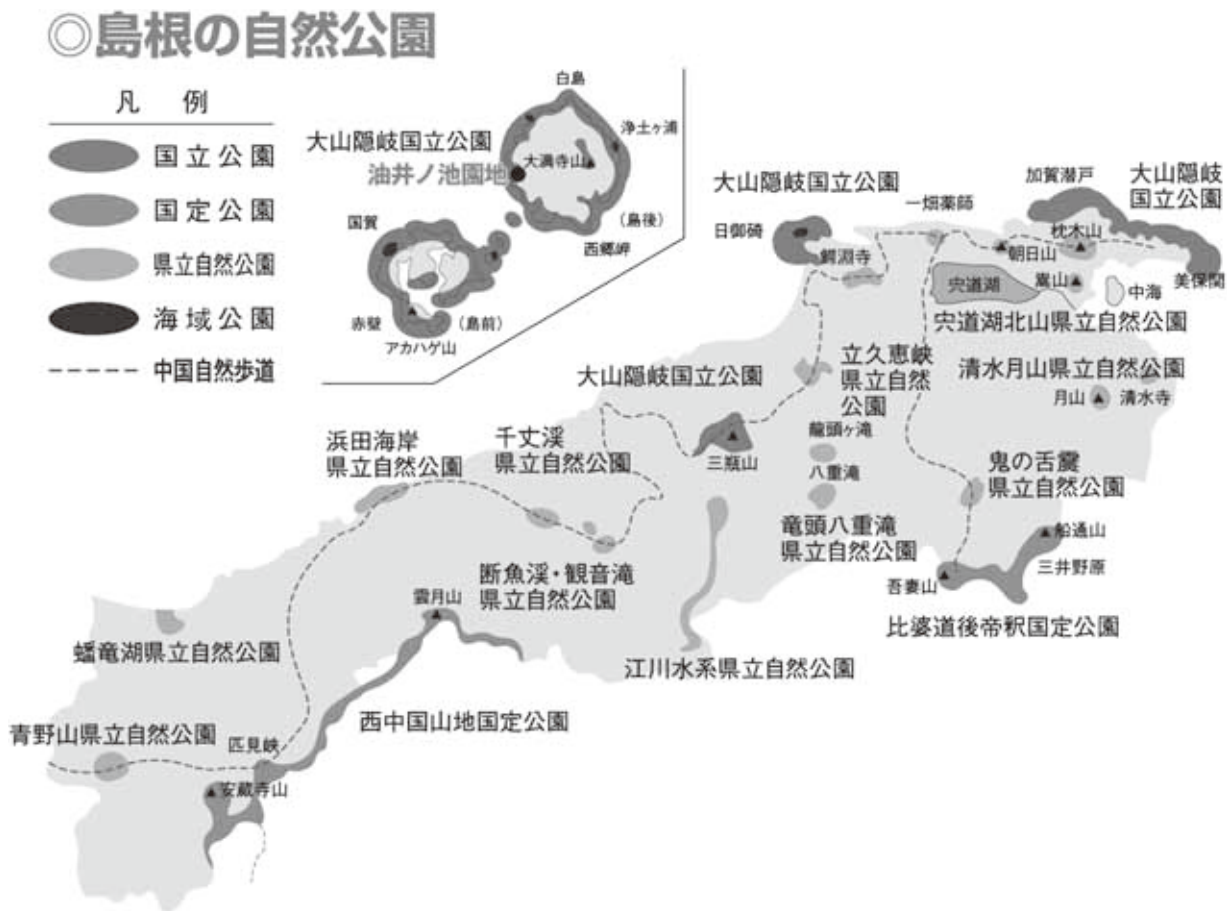 ◎島根の自然公園
凡　例
国立公園
国定公園
県立自然公園
海域公園
中国自然歩道
白島
浄土ヶ浦
大山隠岐国立公園
大満寺山
油井ノ池園地
国賀
(島後)
西郷岬
赤壁
(島前)
アカハゲ山
大山隠岐国立公園
加賀潜戸
大山隠岐
国立公園
一畑薬師
日御碕
枕木山
朝日山
鰐淵寺
宍道湖
嵩山
中海
美保関
宍道湖北山県立自然公園
大山隠岐国立公園
立久恵峡
県立自然
公園
清水月山県立自然公園
月山
清水寺
浜田海岸
県立自然公園
千丈渓
県立自然公園
三瓶山
龍頭ヶ滝
八重滝
鬼の舌震
県立自然公園
竜頭八重滝
県立自然公園
船通山
三井野原
吾妻山
断魚渓・観音滝
県立自然公園
雲月山
比婆道後帝釈国定公園
蟠竜湖県立自然公園
江川水系県立自然公園
西中国山地国定公園
青野山県立自然公園
匹見峡
安蔵寺山